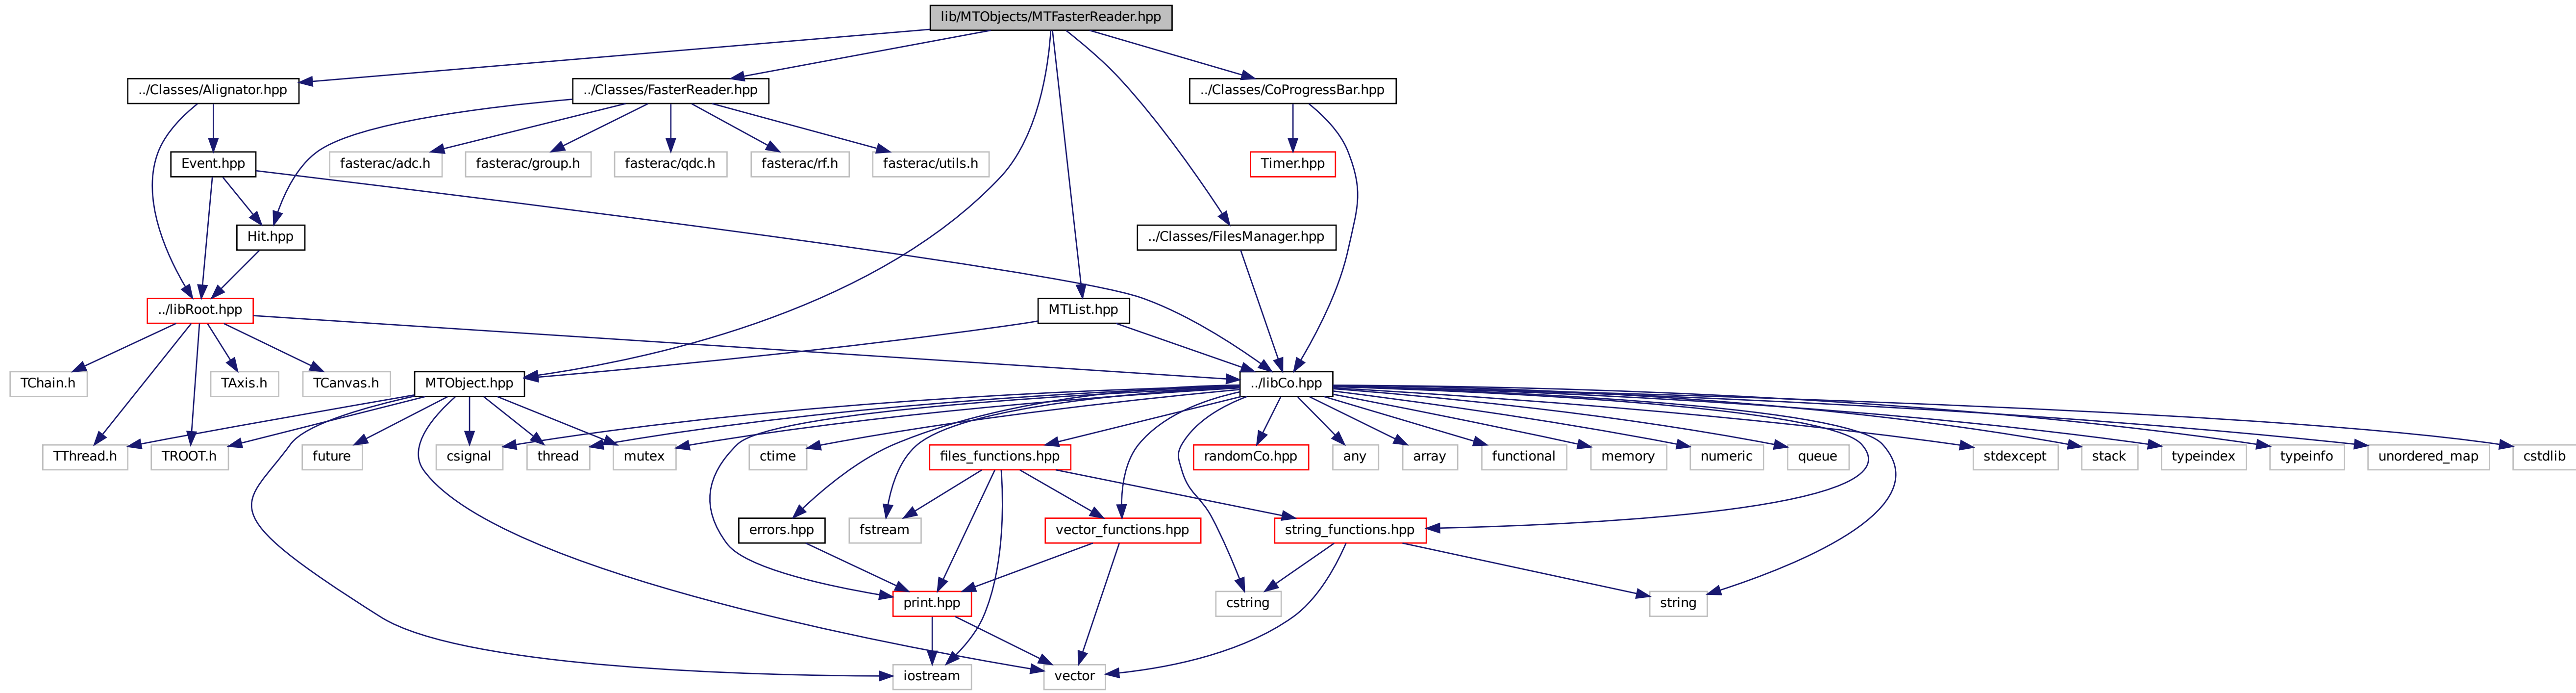 lib/MTObjects/MTFasterReader.hpp
../Classes/Alignator.hpp
../Classes/FasterReader.hpp
../Classes/CoProgressBar.hpp
Event.hpp
fasterac/adc.h
fasterac/group.h
fasterac/qdc.h
fasterac/rf.h
fasterac/utils.h
Timer.hpp
Hit.hpp
../Classes/FilesManager.hpp
../libRoot.hpp
MTList.hpp
TChain.h
TAxis.h
TCanvas.h
MTObject.hpp
../libCo.hpp
TThread.h
TROOT.h
future
csignal
thread
mutex
ctime
files_functions.hpp
randomCo.hpp
any
array
functional
memory
numeric
queue
stdexcept
stack
typeindex
typeinfo
unordered_map
cstdlib
errors.hpp
fstream
vector_functions.hpp
string_functions.hpp
print.hpp
cstring
string
iostream
vector